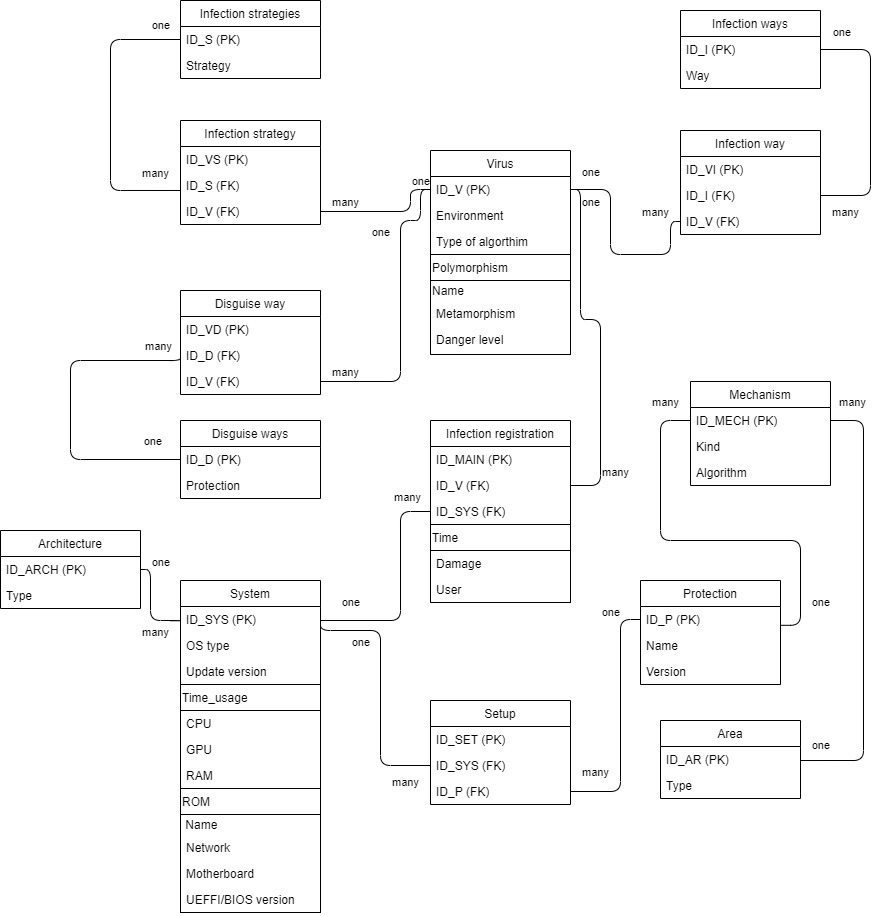 Infection strategies
ID_S (PK)
Strategy
one
many
Infection strategy
ID_VS (PK)
ID_S (FK)
ID_V (FK)
many
one
one
Virus
ID_V (PK)
Environment
Type of algorthim
Polymorphism
Name
Metamorphism
Danger level
one
one
many
Infection ways
ID_I (PK)
Way
one
many
Infection way
ID_VI (PK)
ID_I (FK)
ID_V (FK)
Disguise way
ID_VD (PK)
ID_D (FK)
ID_V (FK)
many
many
one
Disguise ways
ID_D (PK)
Protection
Infection registration
ID_MAIN (PK)
ID_V (FK)
ID_SYS (FK)
Time
Damage
User
many
many
Mechanism
ID_MECH (PK)
Kind
Algorithm
many
many
Architecture
ID_ARCH (PK)
Type
one
many
System
ID_SYS (PK)
OS type
Update version
Time_usage
CPU
GPU
RAM
ROM
Name
Network
Motherboard
UEFFI/BIOS version
one
one
many
Setup
ID_SET (PK)
ID_SYS (FK)
ID_P (FK)
many
one
Protection
ID_P (PK)
Name
Version
one
Area
ID_AR (PK)
Type
one